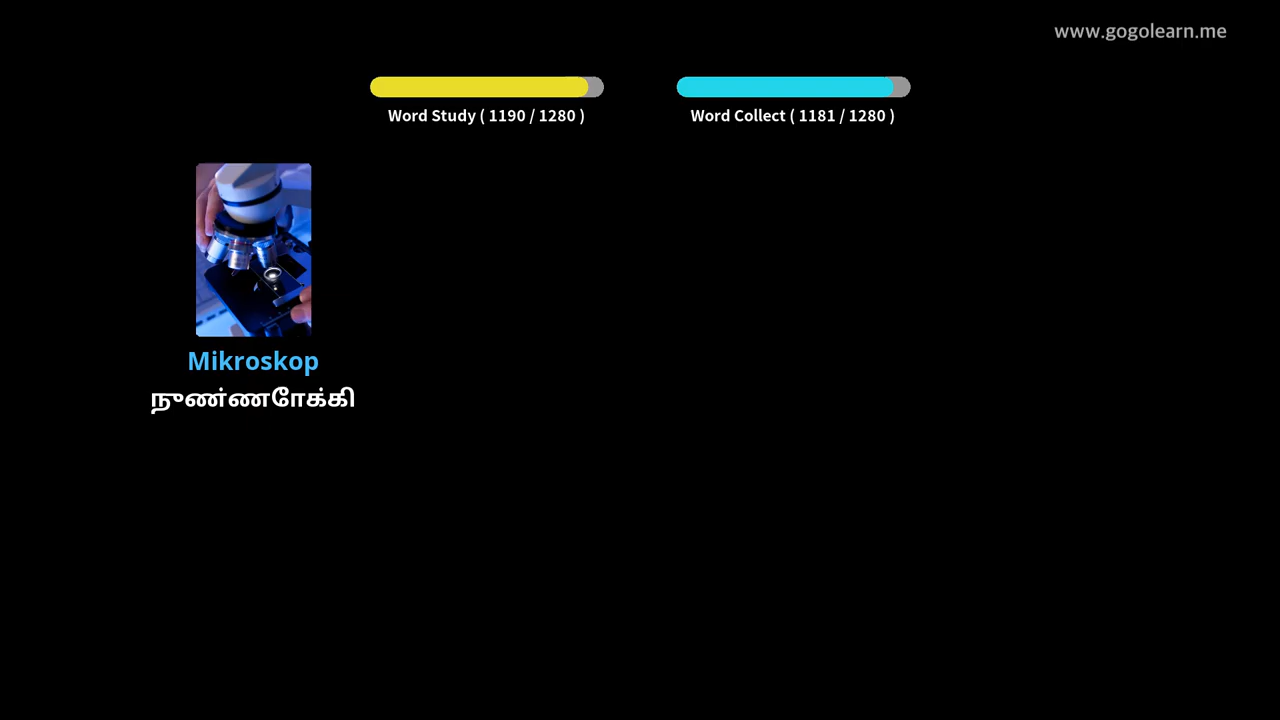 www.gogolearn.me
Word Study ( 1190 / 1280 )
Word Collect ( 1181 / 1280 )
Mikroskop
நுண்ணோக்கி